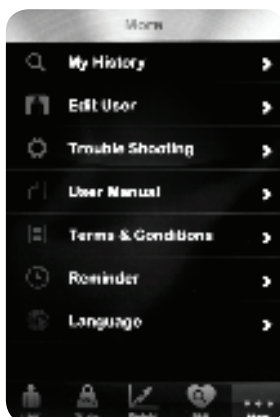 More
My History
Edit User
Trouble Shooting
User Manual
Terms & Conditions
Reminder
Language